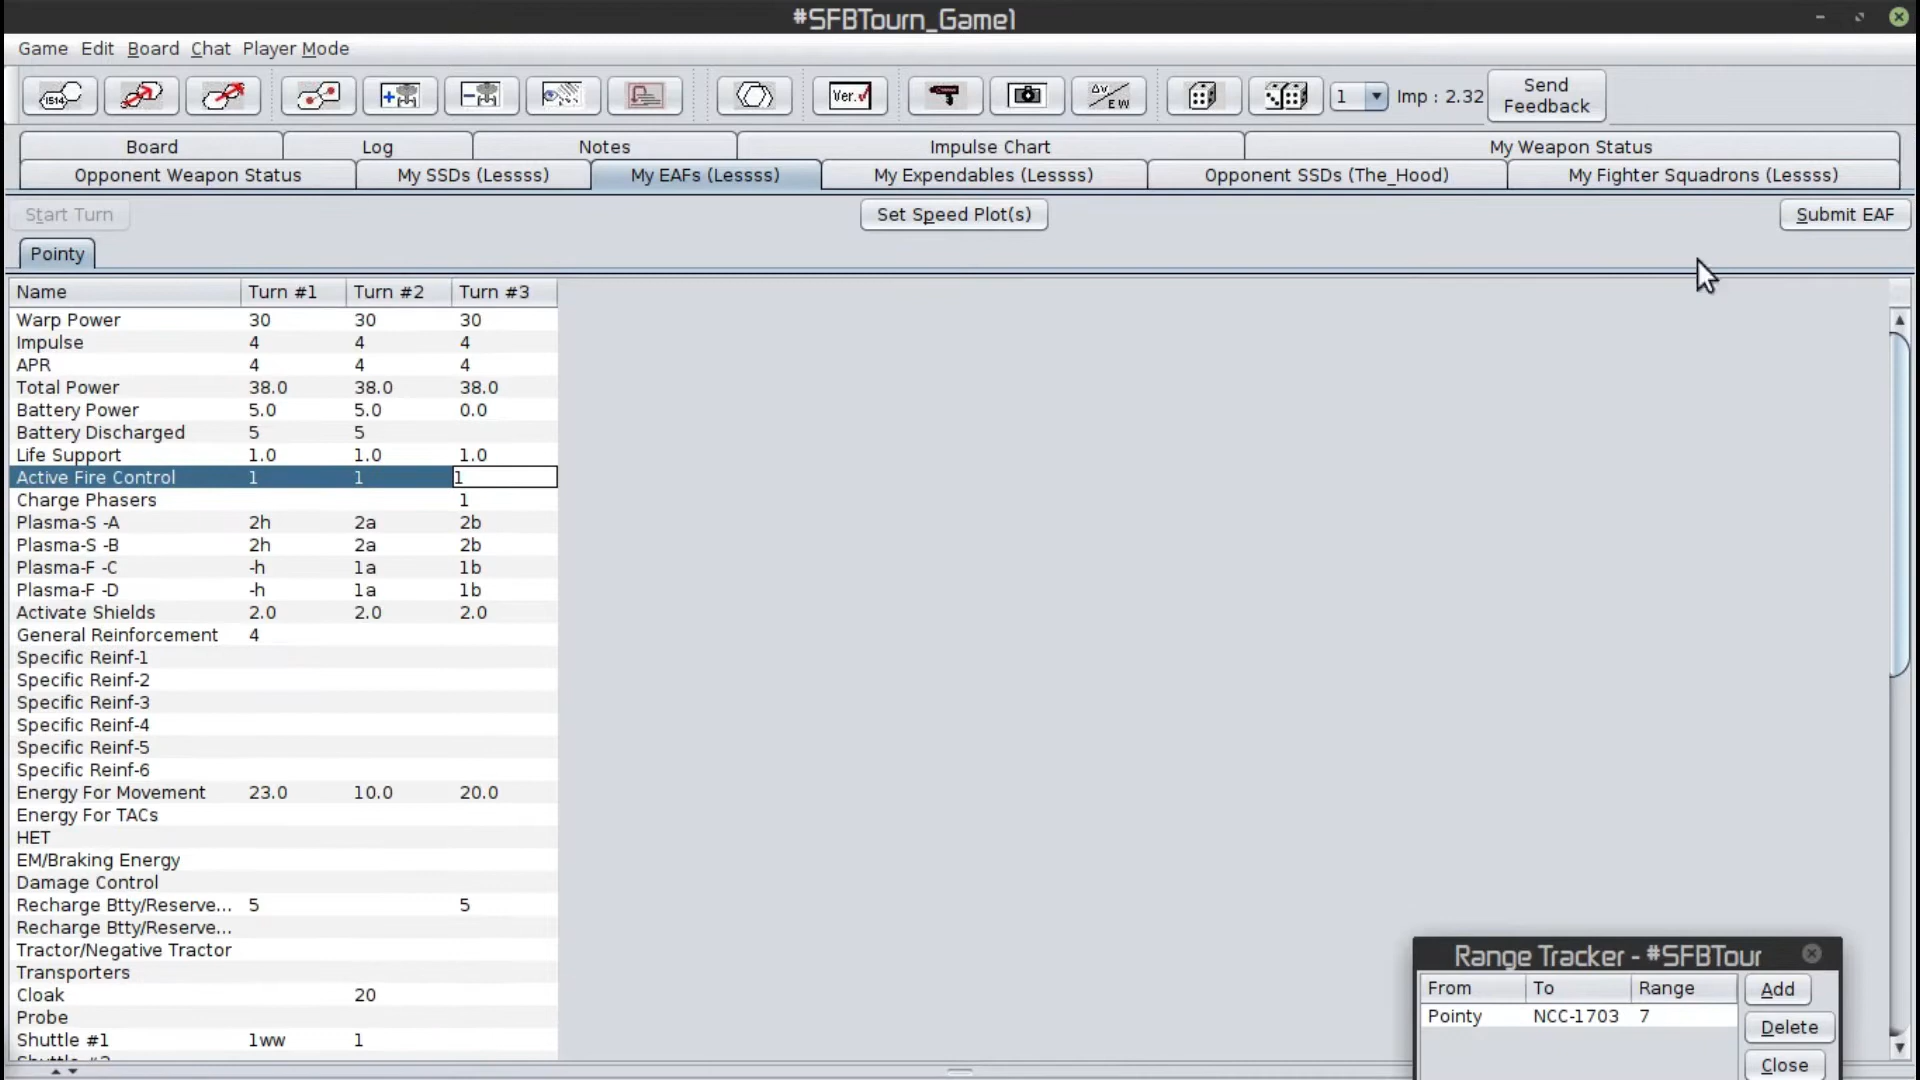 #SFBTourn_Game1
Game Edit Board Chat Player Mode
1514 Ver. ΔV EW 1 Imp : 2.32 Send Feedback
Board Log Notes Impulse Chart My Weapon Status
Opponent Weapon Status My SSDs (Lessss) My EAFs (Lessss) My Expendables (Lessss) Opponent SSDs (The_Hood) My Fighter Squadrons (Lessss)
Start Turn Set Speed Plot(s) Submit EAF
Pointy
Name Turn #1 Turn #2 Turn #3
Warp Power 30 30 30
Impulse 4 4 4
APR 4 4 4
Total Power 38.0 38.0 38.0
Battery Power 5.0 5.0 0.0
Battery Discharged 5 5
Life Support 1.0 1.0 1.0
Active Fire Control 1 1 1
Charge Phasers 1
Plasma-S -A 2h 2a 2b
Plasma-S -B 2h 2a 2b
Plasma-F -C -h 1a 1b
Plasma-F -D -h 1a 1b
Activate Shields 2.0 2.0 2.0
General Reinforcement 4
Specific Reinf-1
Specific Reinf-2
Specific Reinf-3
Specific Reinf-4
Specific Reinf-5
Specific Reinf-6
Energy For Movement 23.0 10.0 20.0
Energy For TACs
HET
EM/Braking Energy
Damage Control
Recharge Btty/Reserve... 5 5
Recharge Btty/Reserve...
Tractor/Negative Tractor
Transporters
Cloak 20
Probe
Shuttle #1 1ww 1
Range Tracker - #SFBTour
From To Range Add
Pointy NCC-1703 7
Delete
Close